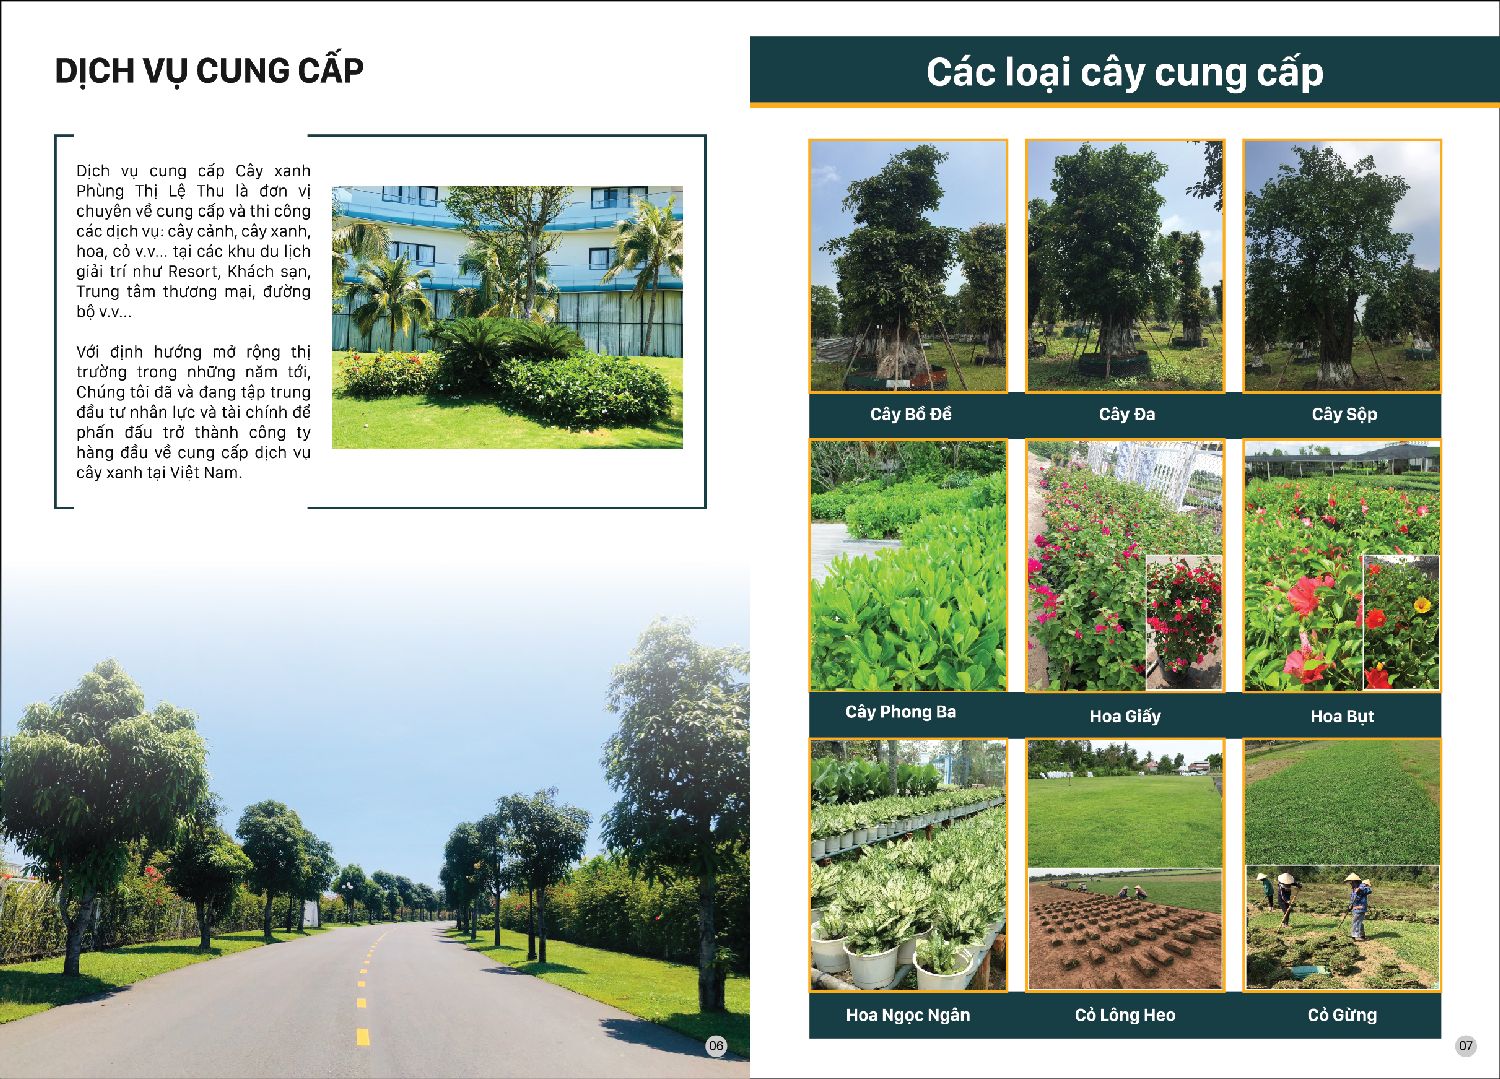 DỊCH VỤ CUNG CẤP
Dịch vụ cung cấp Cây xanh
Phùng Thị Lệ Thu là đơn vị
chuyên về cung cấp và thi công
các dịch vụ: cây cảnh, cây xanh,
hoa, cỏ v.v... tại các khu du lịch
giải trí như Resort, Khách sạn,
Trung tâm thương mại, đường
bộ v.v...
Với định hướng mở rộng thị
trường trong những năm tới,
Chúng tôi đã và đang tập trung
đầu tư nhân lực và tài chính để
phấn đấu trở thành công ty
hàng đầu về cung cấp dịch vụ
cây xanh tại Việt Nam.
06
Các loại cây cung cấp
Cây Bồ Đề
Cây Đa
Cây Sộp
Cây Phong Ba
Hoa Giấy
Hoa Bụt
Hoa Ngọc Ngân
Cỏ Lông Heo
Cỏ Gừng
07